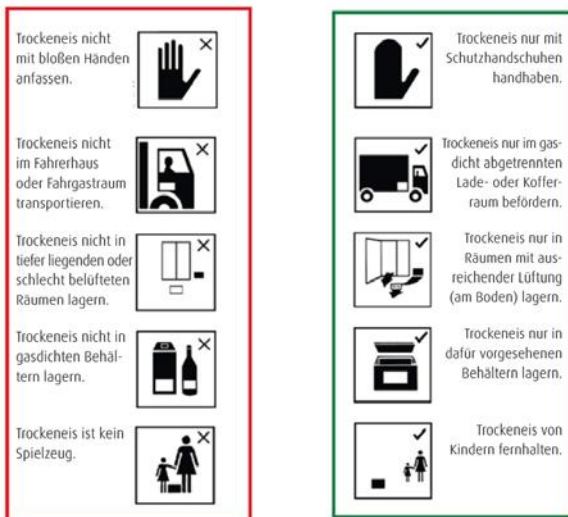 Trockeneis nicht
mit bloßen Händen
anfassen.
Trockeneis nicht
im Fahrerhaus
oder Fahrgastraum
transportieren.
Trockeneis nicht in
tiefer liegenden oder
schlecht belüfteten
Räumen lagern.
Trockeneis nicht in
gasdichten Behäl-
tern lagern.
Trockeneis ist kein
Spielzeug.
Trockeneis nur mit
Schutzhandschuhen
handhaben.
Trockeneis nur im gas-
dicht abgetrennten
Lade- oder Koffer-
raum befördern.
Trockeneis nur in
Räumen mit aus-
reichender Lüftung
(am Boden) lagern.
Trockeneis nur in
dafür vorgesehenen
Behältern lagern.
Trockeneis von
Kindern fernhalten.